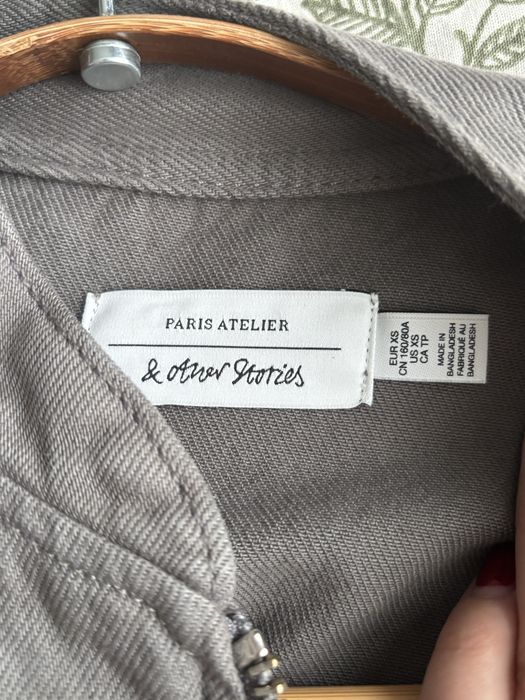 PARIS ATELIER
& other Stories
EUR XS
CN 160/80A
US XS
CA TP
MADE IN
BANGLADESH
FABRIQUÉ AU
BANGLADESH